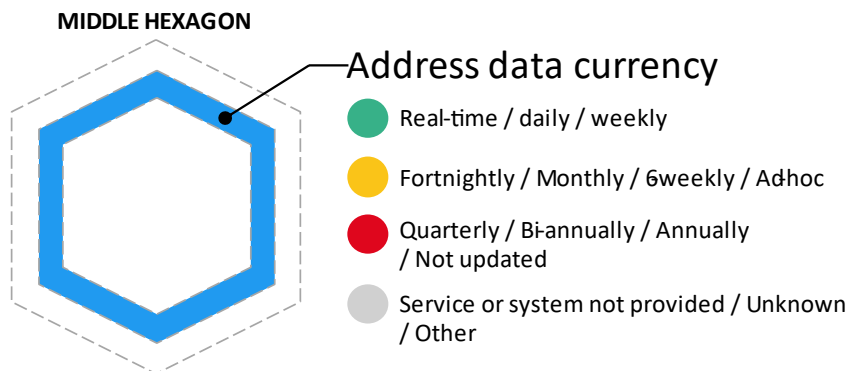 MIDDLE HEXAGON
Address data currency
Real-time / daily / weekly
Fortnightly / Monthly / 6-weekly / Ad-hoc
Quarterly / Bi-annually / Annually
/ Not updated
Service or system not provided / Unknown
/ Other